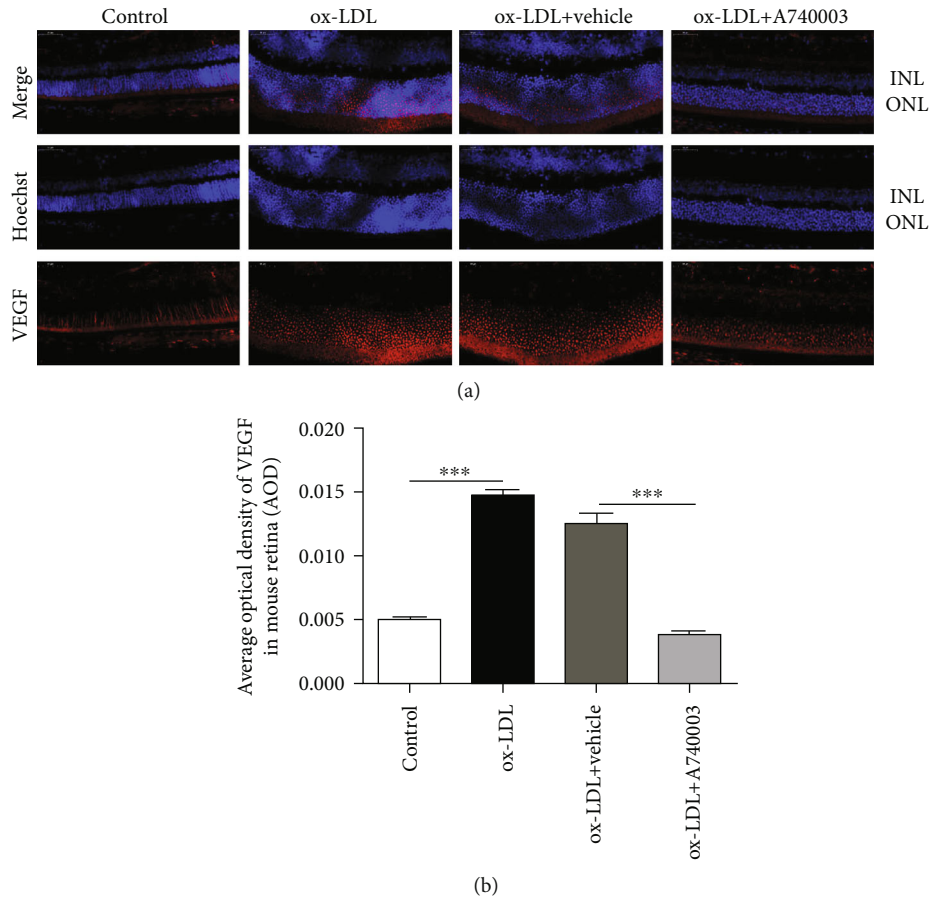 Control ox-LDL ox-LDL+vehicle ox-LDL+A740003
Merge
INL
ONL
Hoechst
INL
ONL
VEGF
(a)
Average optical density of VEGF
in mouse retina (AOD)
0.020
0.015
0.010
0.005
0.000
***
***
Control
ox-LDL
ox-LDL+vehicle
ox-LDL+A740003
(b)